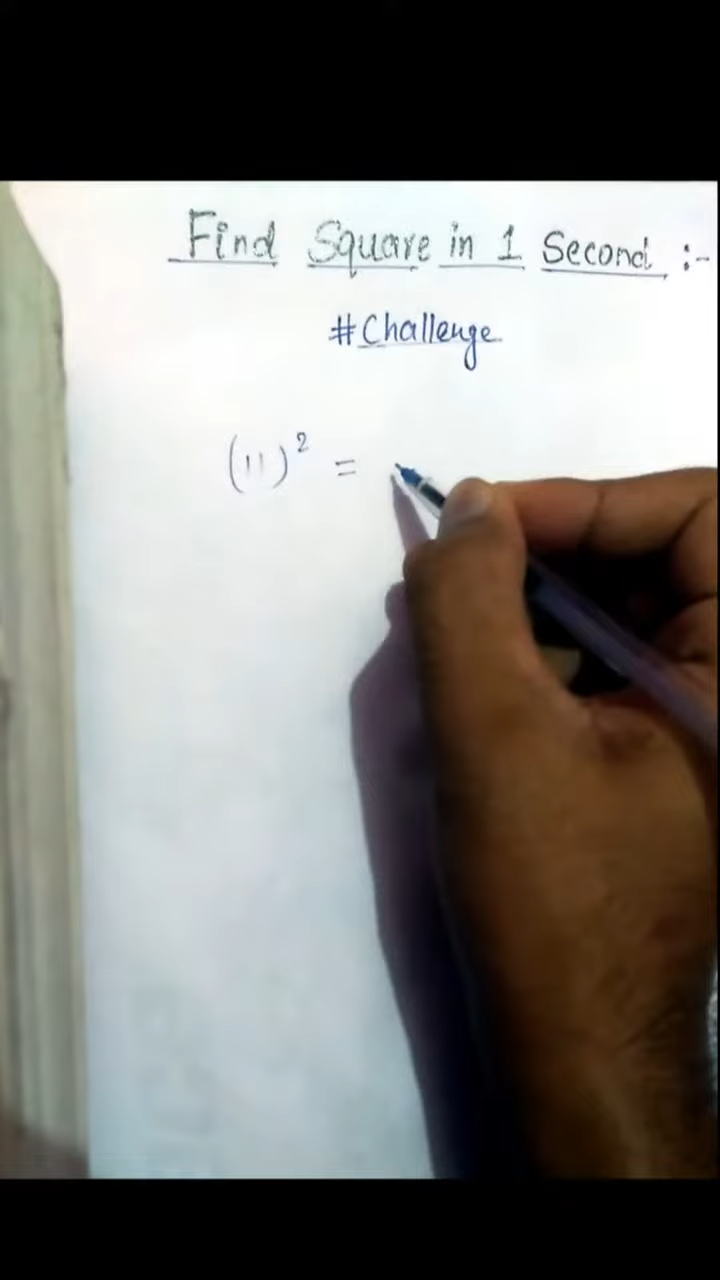 Find Square in 1 Second :-
#Challenge
(11)² =